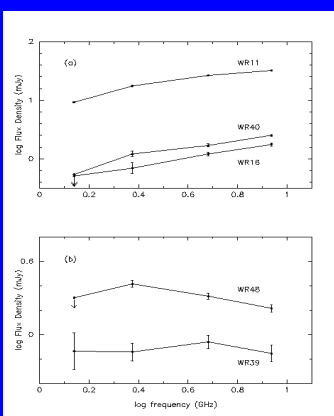 2
(a)
WR11
1
WR40
WR16
0
log Flux Density (mJy)
0 0.2 0.4 0.6 0.8 1
(b)
0.6
WR48
0
WR39
log Flux Density (mJy)
0 0.2 0.4 0.6 0.8 1
log frequency (GHz)